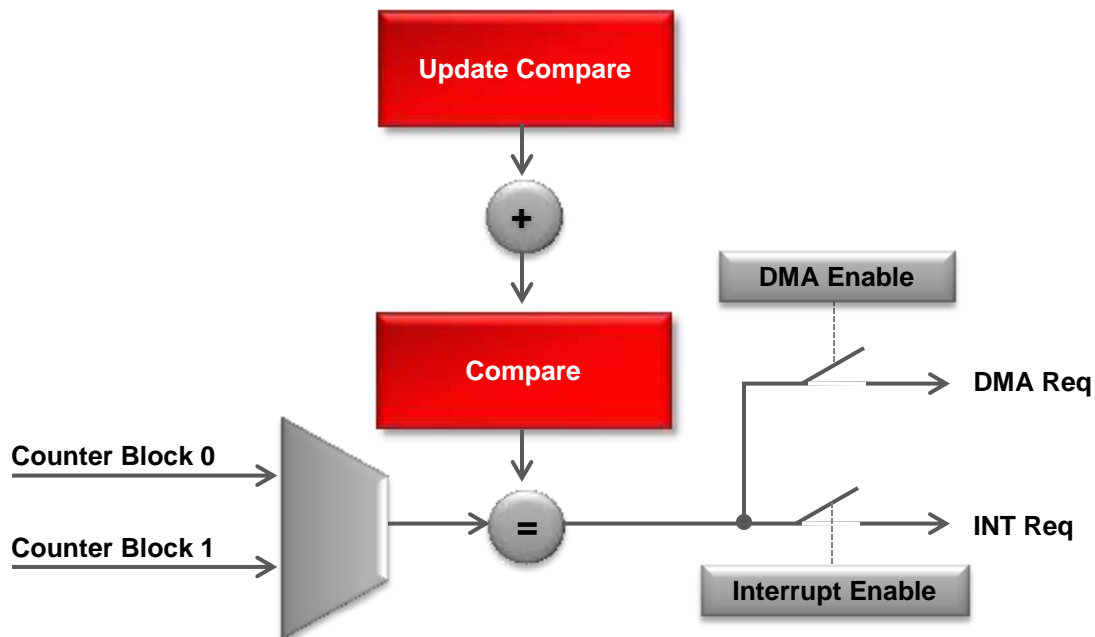 Update Compare
+
DMA Enable
Compare
DMA Req
Counter Block 0
=
INT Req
Counter Block 1
Interrupt Enable